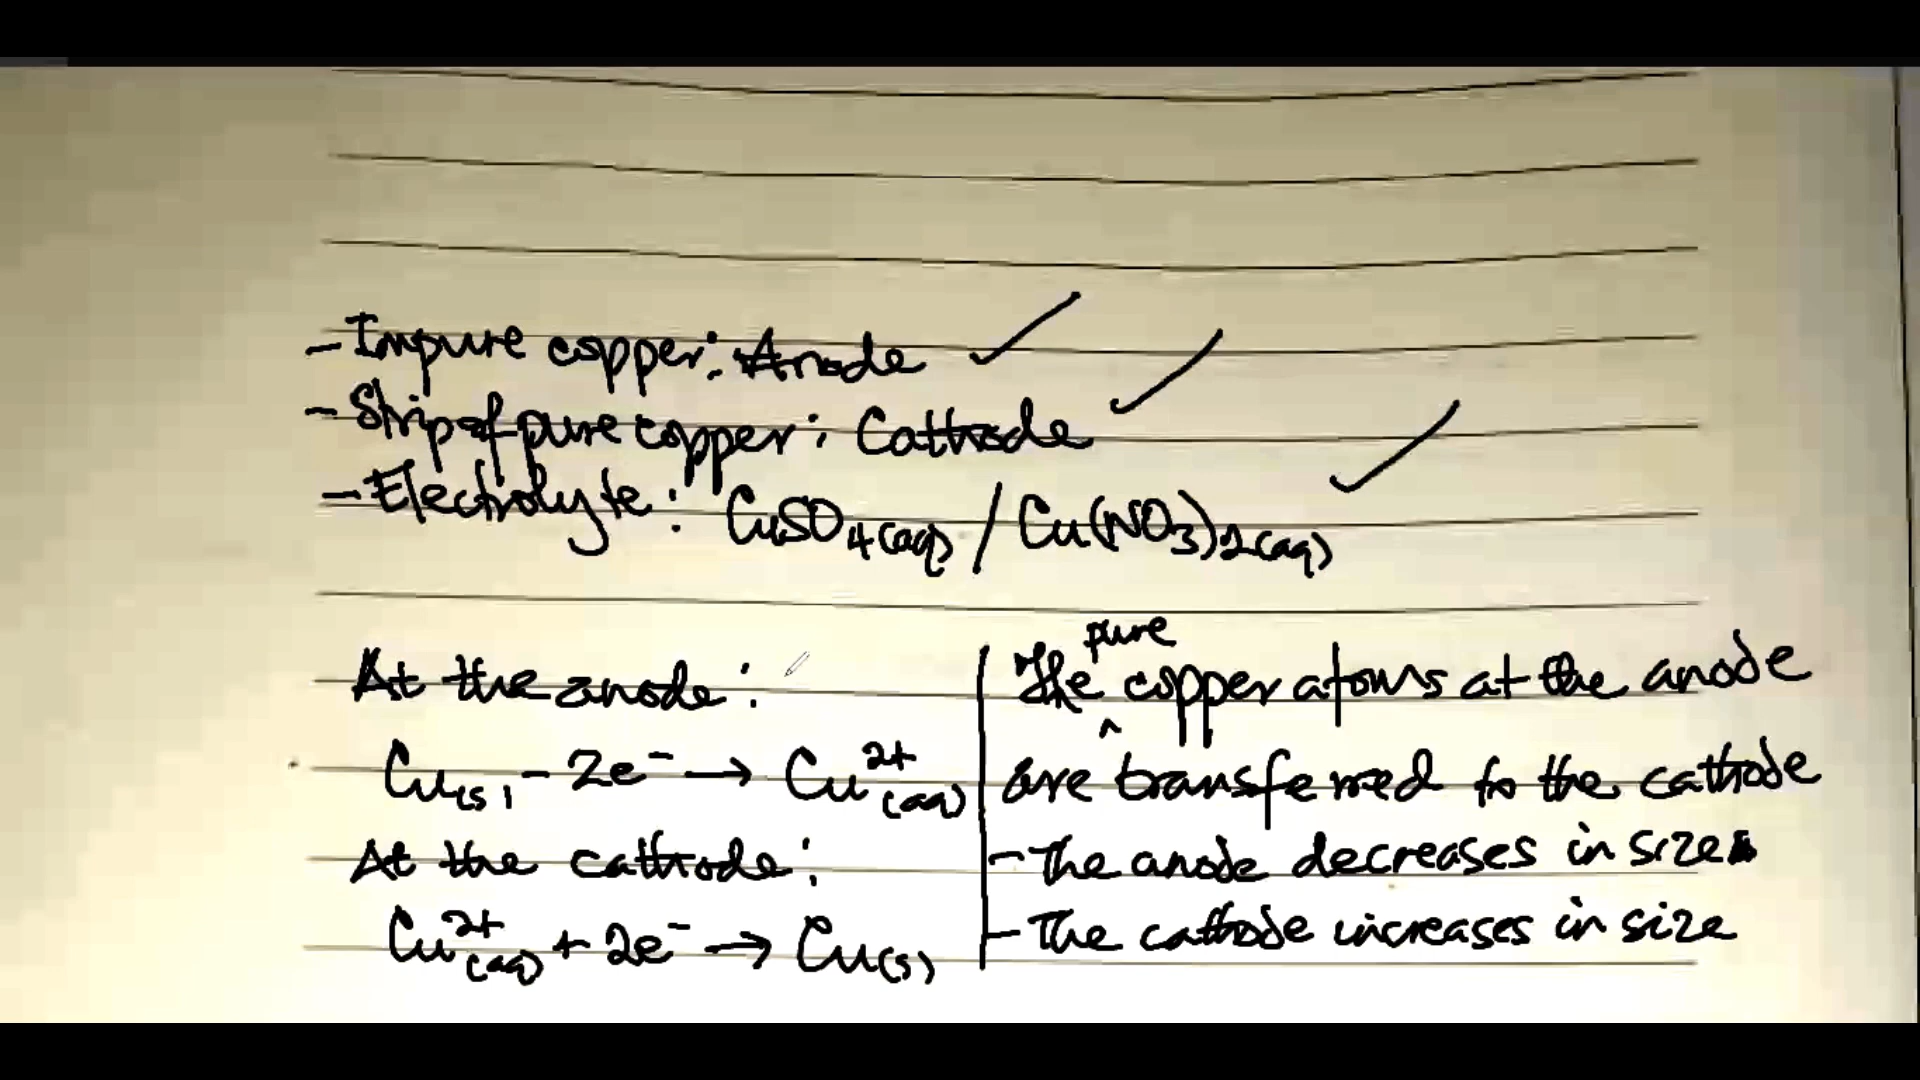 - Impure copper: Anode ✓
- Strip of pure copper: Cathode ✓
- Electrolyte: CuSO₄(aq) / Cu(NO₃)₂(aq) ✓
At the anode:
Cu(s) - 2e⁻ → Cu²⁺(aq)
At the cathode:
Cu²⁺(aq) + 2e⁻ → Cu(s)
The pure copper atoms at the anode
are transferred to the cathode
- The anode decreases in size
- The cathode increases in size